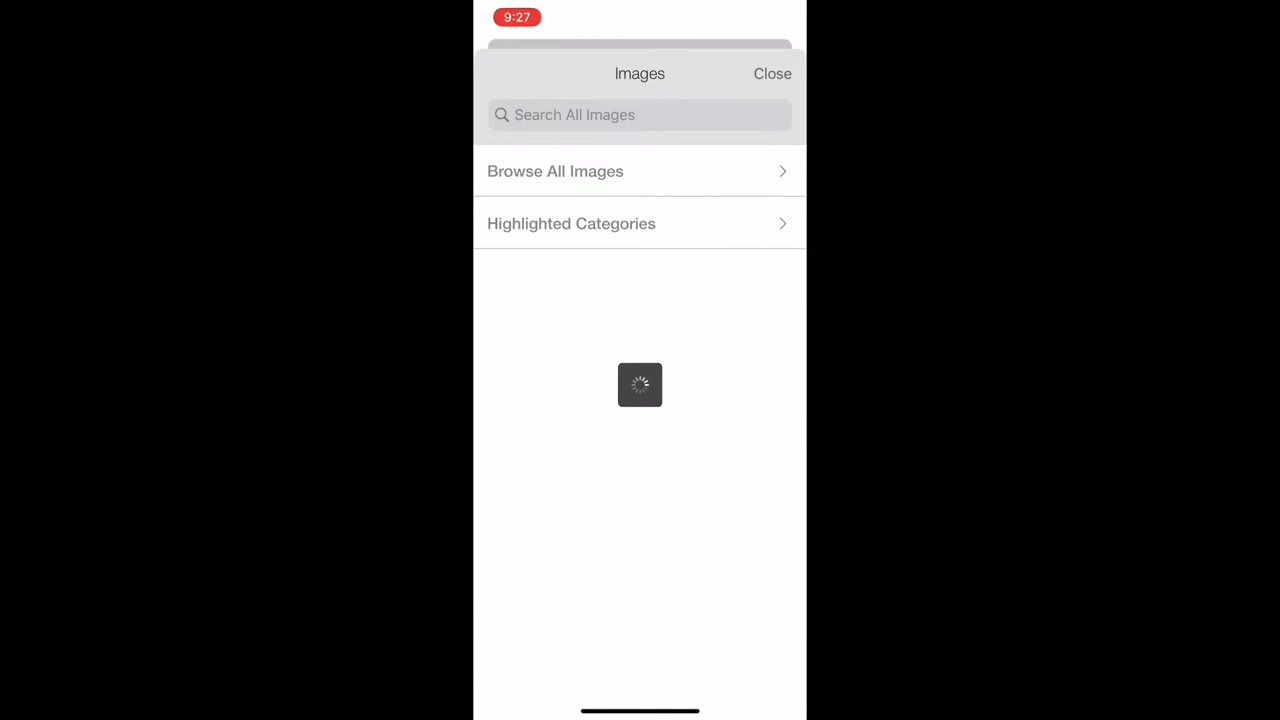 9:27
Images
Close
Search All Images
Browse All Images
Highlighted Categories